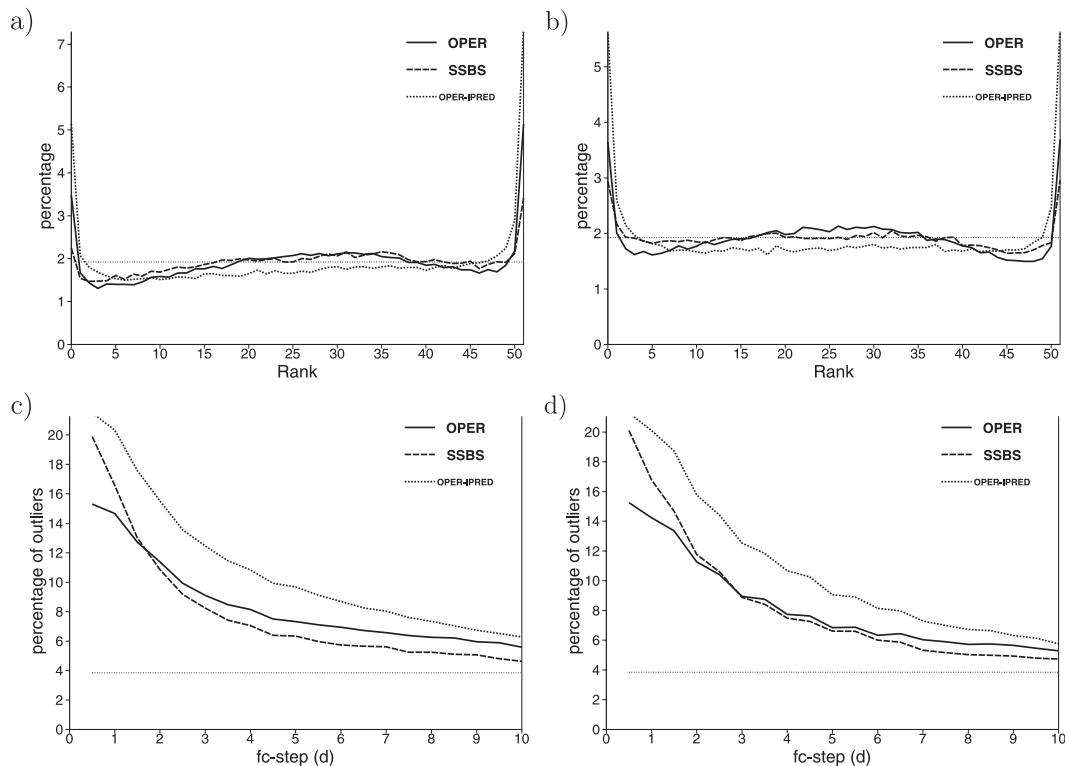 a)
percentage
7
6
5
4
3
2
1
0
0 5 10 15 20 25 30 35 40 45 50
Rank
OPER
SSBS
OPER-IPRED
b)
percentage
5
4
3
2
1
0
0 5 10 15 20 25 30 35 40 45 50
Rank
OPER
SSBS
OPER-IPRED
c)
percentage of outliers
20
18
16
14
12
10
8
6
4
2
0
0 1 2 3 4 5 6 7 8 9 10
fc-step (d)
OPER
SSBS
OPER-IPRED
d)
percentage of outliers
20
18
16
14
12
10
8
6
4
2
0
0 1 2 3 4 5 6 7 8 9 10
fc-step (d)
OPER
SSBS
OPER-IPRED